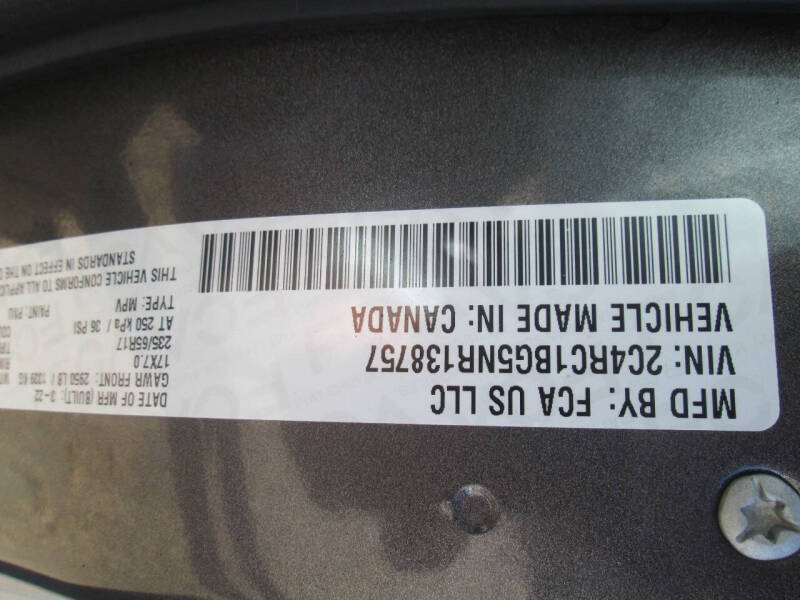 MFD BY: FCA US LLC
VIN: 2C4RC1BG5NR138757
VEHICLE MADE IN: CANADA
DATE OF MFR (BUILT): 3-22
GAWR FRONT: 2950 LB / 1339 KG
17X7.0
235/65R17
AT 250 kPa / 36 PSI
TYPE: MPV PAINT: PAU
THIS VEHICLE CONFORMS TO ALL
STANDARDS IN EFFECT ON THE